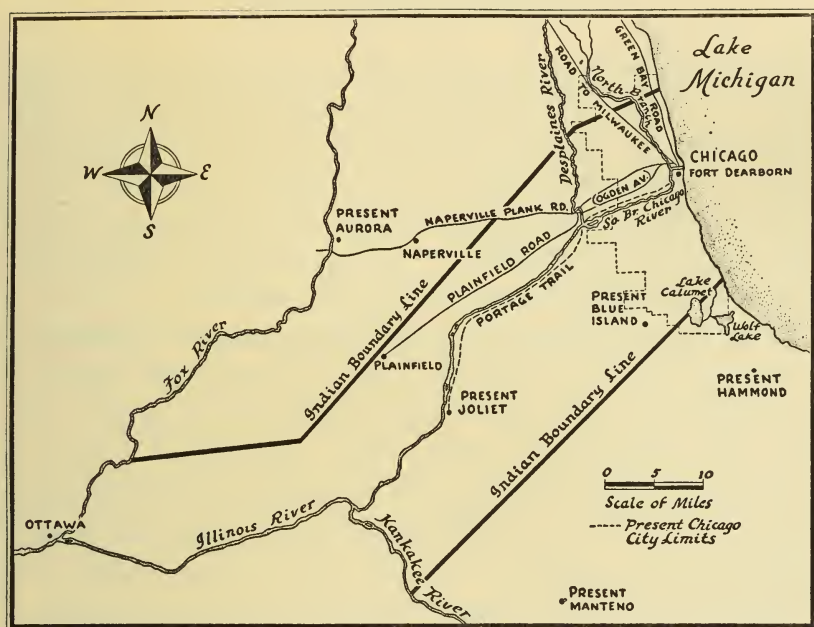 Lake
Michigan
GREEN BAY ROAD
ROAD TO MILWAUKEE
North Branch
Desplaines River
CHICAGO
FORT DEARBORN
N
W E
S
OGDEN AV.
So. Br. Chicago
River
PRESENT
AURORA
NAPERVILLE PLANK RD.
NAPERVILLE
PLAINFIELD ROAD
PORTAGE TRAIL
Indian Boundary Line
Lake
Calumet
Wolf
Lake
PRESENT
BLUE
ISLAND
PLAINFIELD
Fox River
PRESENT
HAMMOND
PRESENT
JOLIET
Indian Boundary Line
0 5 10
Scale of Miles
Present Chicago
City Limits
OTTAWA
Illinois River
Kankakee River
PRESENT
MANTENO